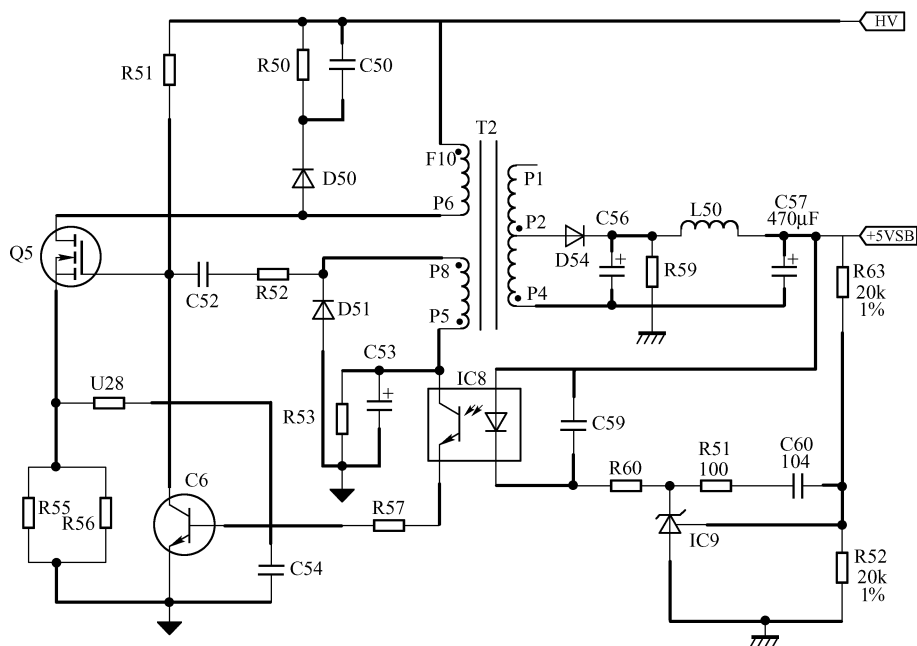 HV
R51
R50
C50
T2
F10
P1
D50
P6
P2
C56
L50
C57
470μF
+5VSB
Q5
D54
R59
R63
20k
1%
P8
P4
C52
R52
D51
P5
C53
IC8
U28
R53
C59
R51
100
C60
104
C6
R60
R55
R56
R57
IC9
R52
20k
1%
C54
+
+
+